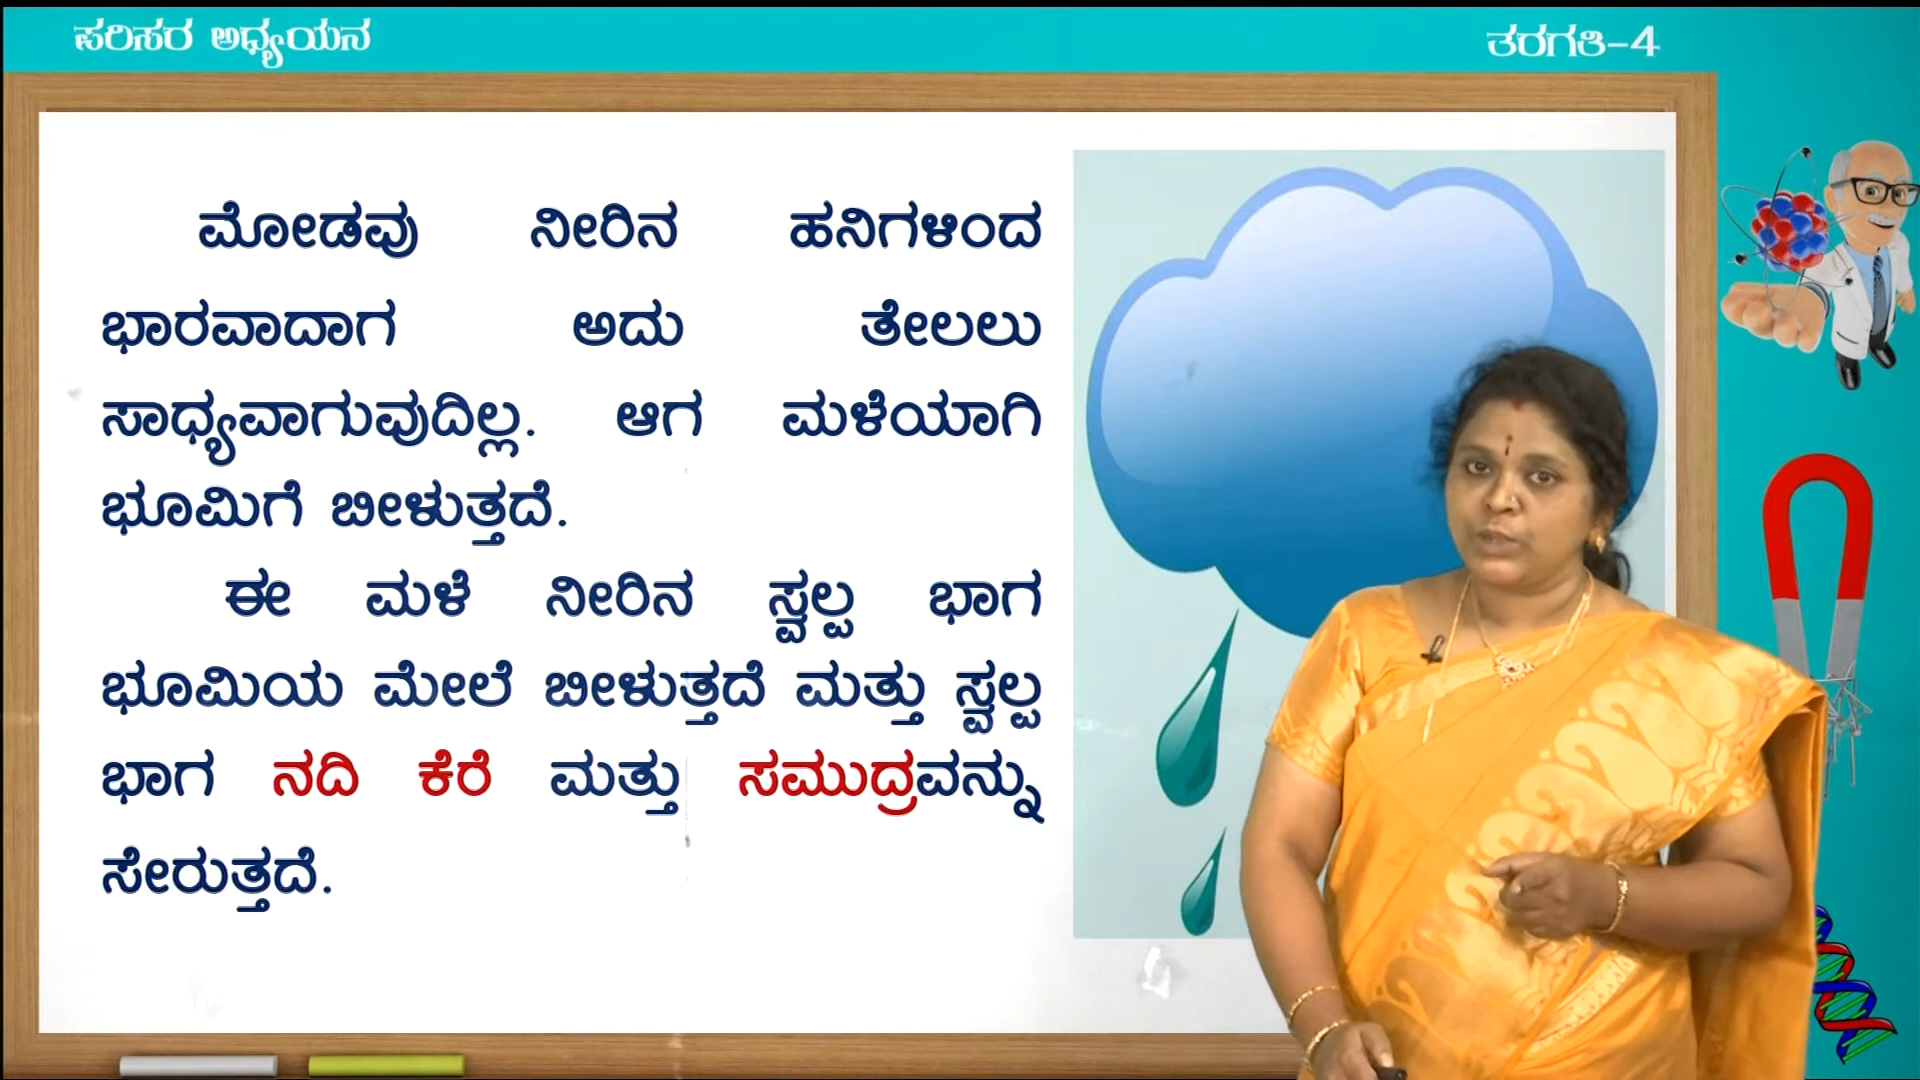 ಪರಿಸರ ಅಧ್ಯಯನ
ತರಗತಿ-4
ಮೋಡವು ನೀರಿನ ಹನಿಗಳಿಂದ
ಭಾರವಾದಾಗ ಅದು ತೇಲಲು
ಸಾಧ್ಯವಾಗುವುದಿಲ್ಲ. ಆಗ ಮಳೆಯಾಗಿ
ಭೂಮಿಗೆ ಬೀಳುತ್ತದೆ.
ಈ ಮಳೆ ನೀರಿನ ಸ್ವಲ್ಪ ಭಾಗ
ಭೂಮಿಯ ಮೇಲೆ ಬೀಳುತ್ತದೆ ಮತ್ತು ಸ್ವಲ್ಪ
ಭಾಗ ನದಿ ಕೆರೆ ಮತ್ತು ಸಮುದ್ರವನ್ನು
ಸೇರುತ್ತದೆ.